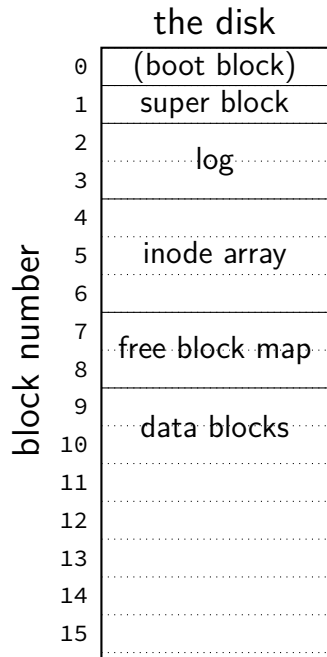 the disk
block number
0 (boot block)
1 super block
2
log
3
4
5 inode array
6
7
free block map
8
9
data blocks
10
11
12
13
14
15